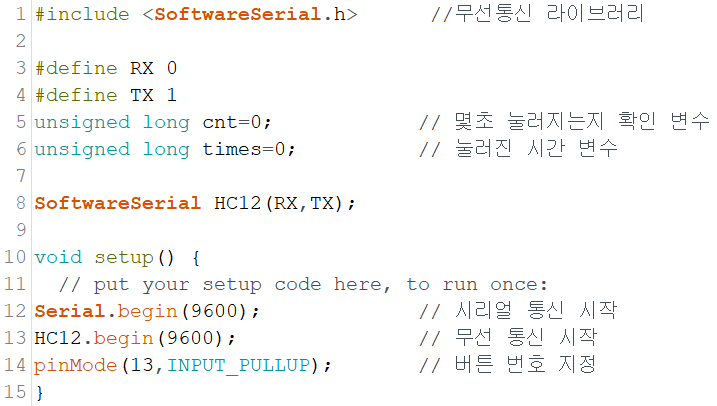 1 #include <SoftwareSerial.h> //무선통신 라이브러리
2
3 #define RX 0
4 #define TX 1
5 unsigned long cnt=0; // 몇초 눌러지는지 확인 변수
6 unsigned long times=0; // 눌러진 시간 변수
7
8 SoftwareSerial HC12(RX,TX);
9
10 void setup() {
11 // put your setup code here, to run once:
12 Serial.begin(9600); // 시리얼 통신 시작
13 HC12.begin(9600); // 무선 통신 시작
14 pinMode(13,INPUT_PULLUP); // 버튼 번호 지정
15 }